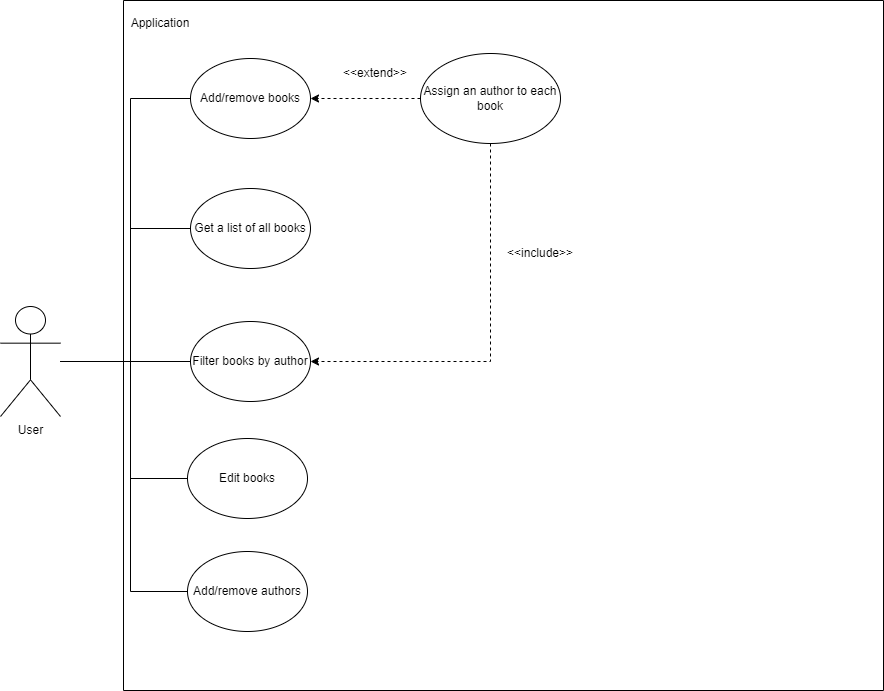 Application
<<extend>>
Add/remove books
Assign an author to each
book
Get a list of all books
<<include>>
Filter books by author
User
Edit books
Add/remove authors